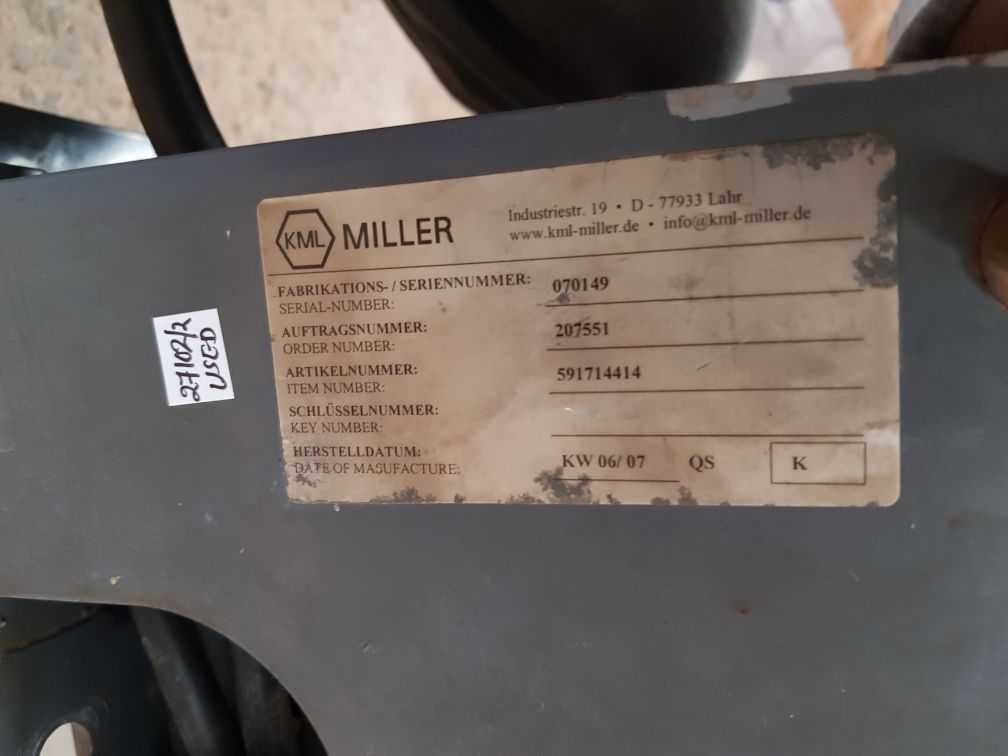 KML MILLER
Industriestr. 19 • D - 77933 Lahr
www.kml-miller.de • info@kml-miller.de
FABRIKATIONS- / SERIENNUMMER: 070149
SERIAL-NUMBER:
AUFTRAGSNUMMER: 207551
ORDER NUMBER:
ARTIKELNUMMER: 591714414
ITEM NUMBER:
SCHLÜSSELNUMMER:
KEY NUMBER:
HERSTELLDATUM: KW 06/ 07 QS K
DATE OF MASUFACTURE:
27102/2
USED